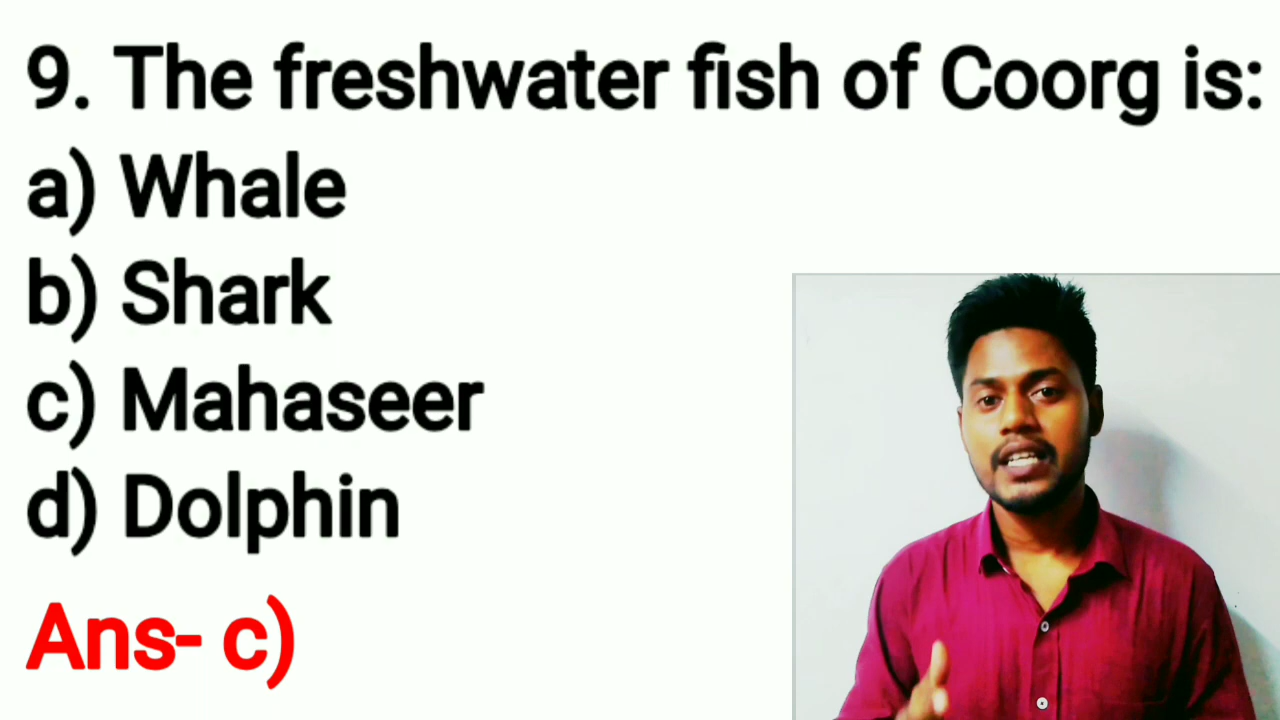 9. The freshwater fish of Coorg is:
a) Whale
b) Shark
c) Mahaseer
d) Dolphin
Ans- c)